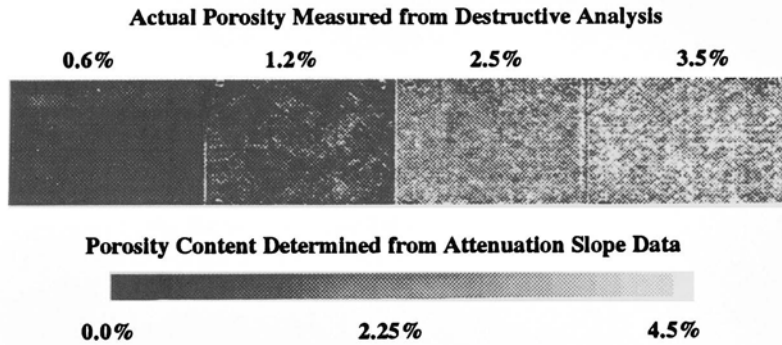 Actual Porosity Measured from Destructive Analysis
0.6% 1.2% 2.5% 3.5%
Porosity Content Determined from Attenuation Slope Data
0.0% 2.25% 4.5%